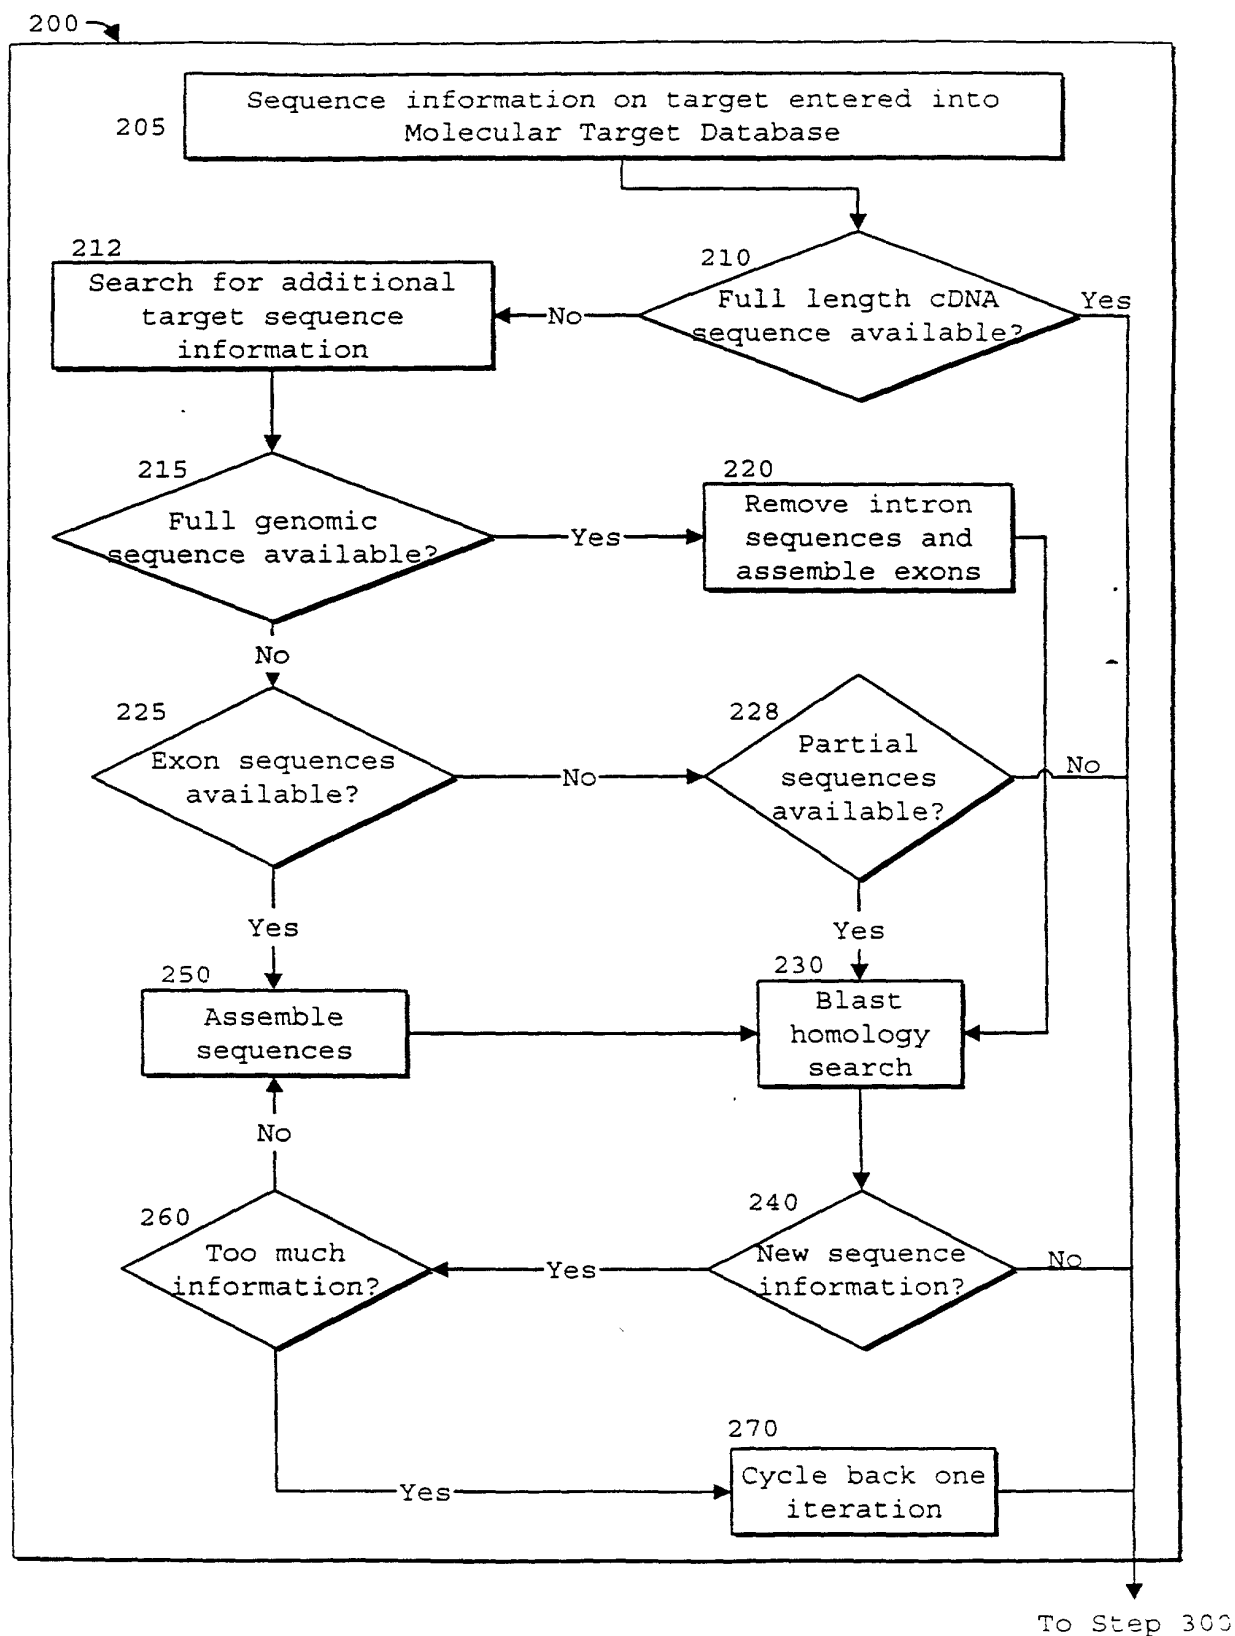 200
205
Sequence information on target entered into
Molecular Target Database
212
Search for additional
target sequence
information
No
210
Full length cDNA
sequence available?
Yes
215
Full genomic
sequence available?
Yes
220
Remove intron
sequences and
assemble exons
No
225
Exon sequences
available?
No
228
Partial
sequences
available?
No
Yes
Yes
250
Assemble
sequences
230
Blast
homology
search
No
260
Too much
information?
Yes
240
New sequence
information?
No
Yes
270
Cycle back one
iteration
To Step 300